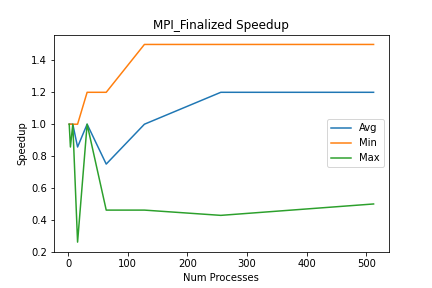 MPI_Finalized Speedup
Speedup
1.4
1.2
1.0
0.8
0.6
0.4
0.2
Avg
Min
Max
0 100 200 300 400 500
Num Processes